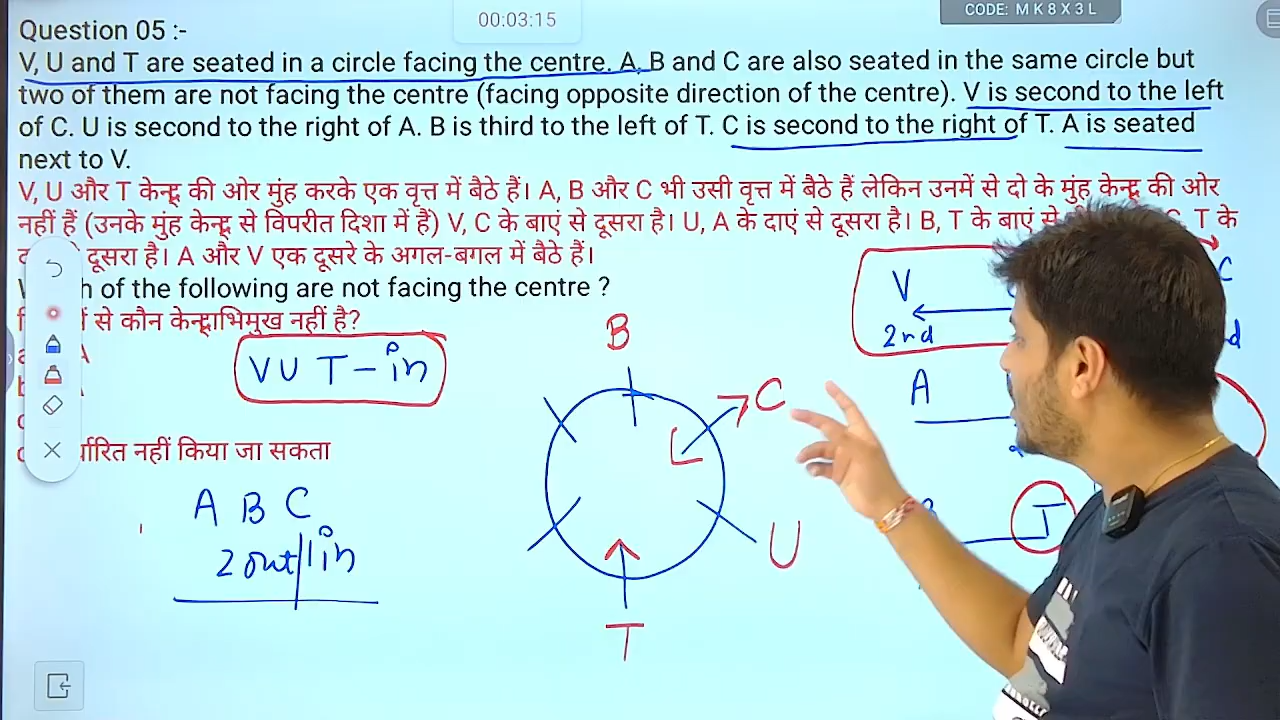 00:03:15
CODE: M K 8 X 3 L
Question 05 :-
V, U and T are seated in a circle facing the centre. A, B and C are also seated in the same circle but
two of them are not facing the centre (facing opposite direction of the centre). V is second to the left
of C. U is second to the right of A. B is third to the left of T. C is second to the right of T. A is seated
next to V.
V, U और T केन्द्र की ओर मुंह करके एक वृत्त में बैठे हैं। A, B और C भी उसी वृत्त में बैठे हैं लेकिन उनमें से दो के मुंह केन्द्र की ओर
नहीं हैं (उनके मुंह केन्द्र से विपरीत दिशा में हैं) V, C के बाएं से दूसरा है। U, A के दाएं से दूसरा है। B, T के बाएं से T के
दूसरा है। A और V एक दूसरे के अगल-बगल में बैठे हैं।
of the following are not facing the centre ?
में से कौन केन्द्राभिमुख नहीं है?
A
नहीं किया जा सकता
V U T - in
A B C
2 out | 1 in
B
C
U
T
V
2nd
C
A
T